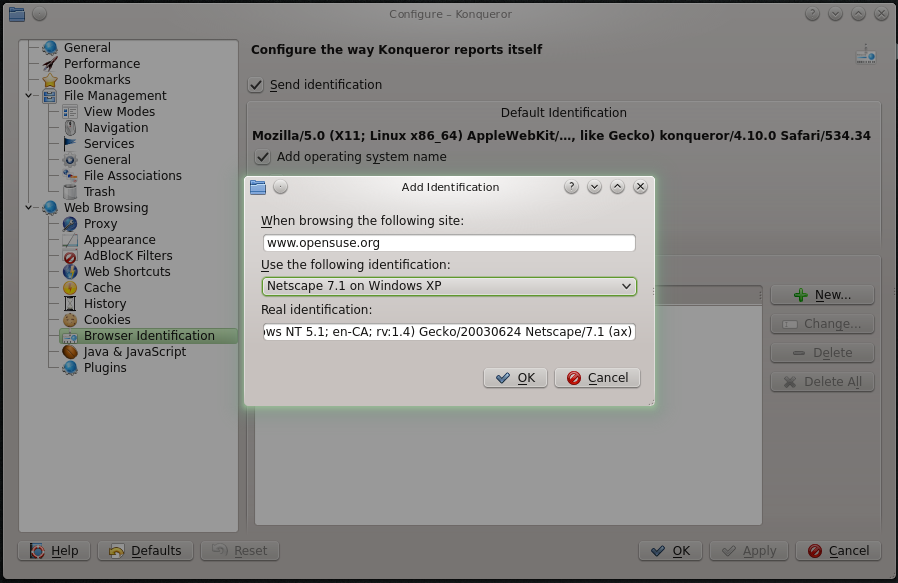 Configure – Konqueror
General
Performance
Bookmarks
File Management
View Modes
Navigation
Services
General
File Associations
Trash
Web Browsing
Proxy
Appearance
AdBlocK Filters
Web Shortcuts
Cache
History
Cookies
Browser Identification
Java & JavaScript
Plugins
Configure the way Konqueror reports itself
Send identification
Default Identification
Mozilla/5.0 (X11; Linux x86_64) AppleWebKit/..., like Gecko) konqueror/4.10.0 Safari/534.34
Add operating system name
Add Identification
When browsing the following site:
www.opensuse.org
Use the following identification:
Netscape 7.1 on Windows XP
Real identification:
ows NT 5.1; en-CA; rv:1.4) Gecko/20030624 Netscape/7.1 (ax)
OK Cancel
New...
Change...
Delete
Delete All
Help Defaults Reset OK Apply Cancel